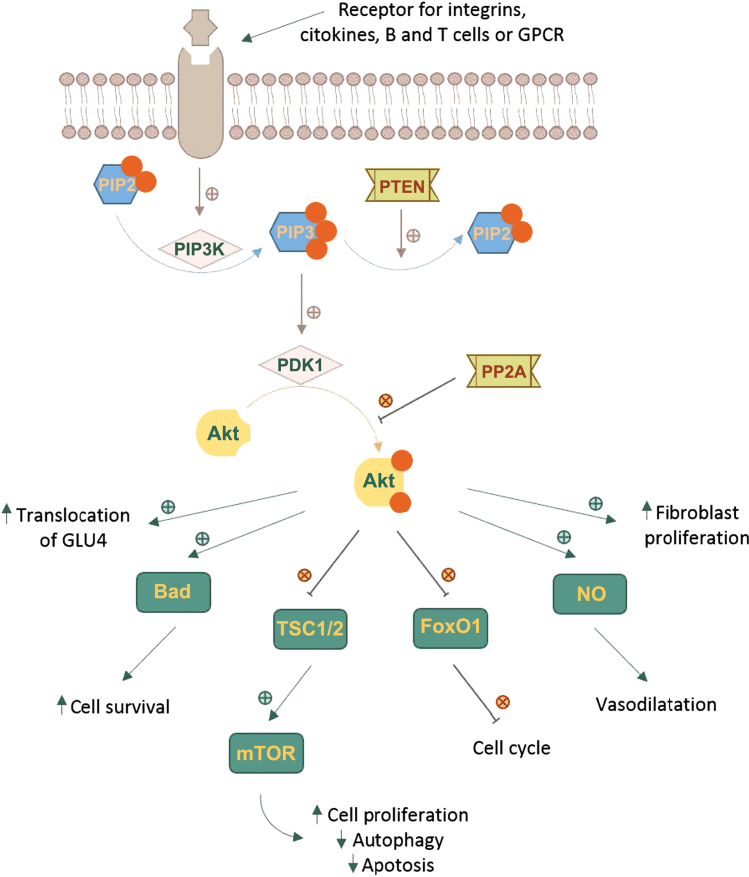 Receptor for integrins,
citokines, B and T cells or GPCR
PIP2
PTEN
PIP3K
PIP3
PIP2
PDK1
PP2A
Akt
Akt
Translocation
of GLU4
Fibroblast
proliferation
Bad
TSC1/2
FoxO1
NO
Cell survival
Vasodilatation
mTOR
Cell cycle
Cell proliferation
Autophagy
Apotosis